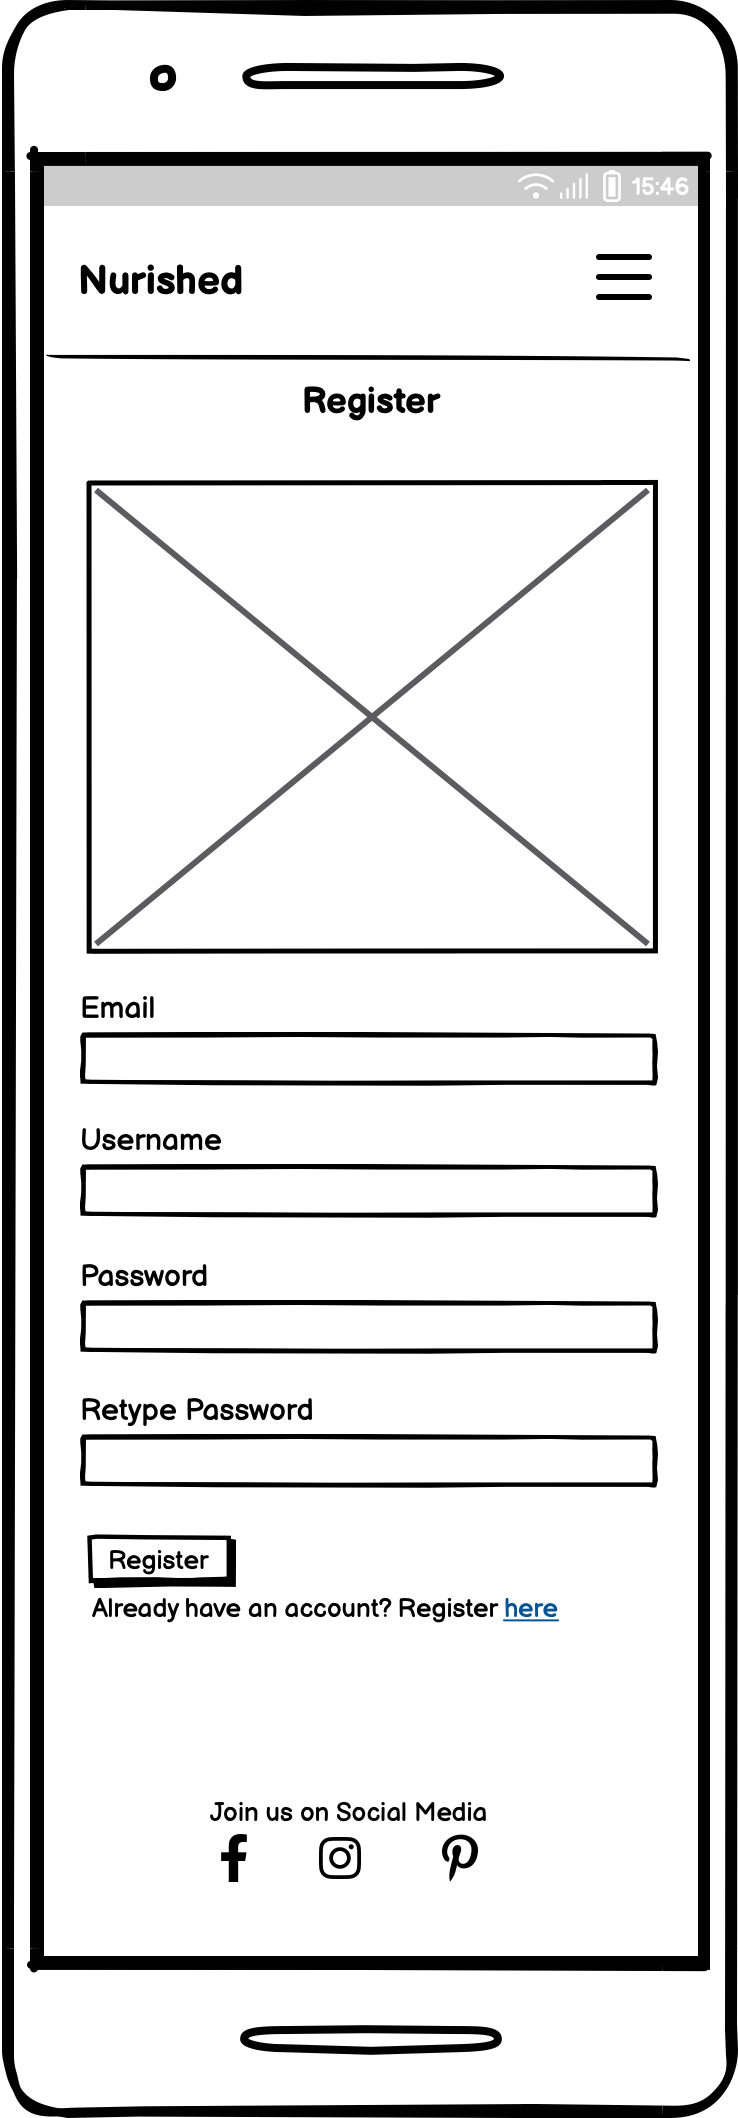 15:46
Nurished
Register
Email
Username
Password
Retype Password
Register
Already have an account? Register here
Join us on Social Media